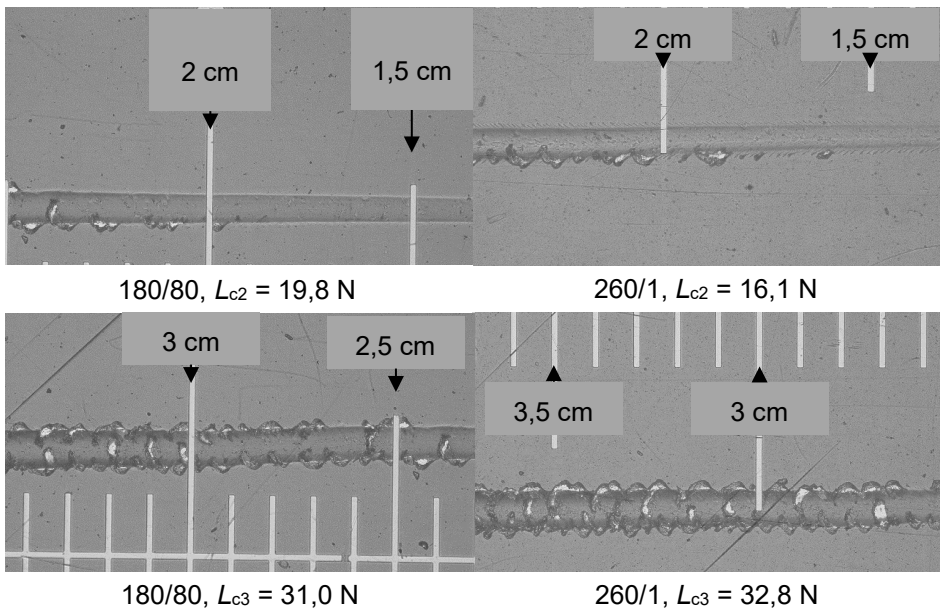 2 cm
1,5 cm
2 cm
1,5 cm
180/80, Lc2 = 19,8 N
260/1, Lc2 = 16,1 N
3 cm
2,5 cm
3,5 cm
3 cm
180/80, Lc3 = 31,0 N
260/1, Lc3 = 32,8 N